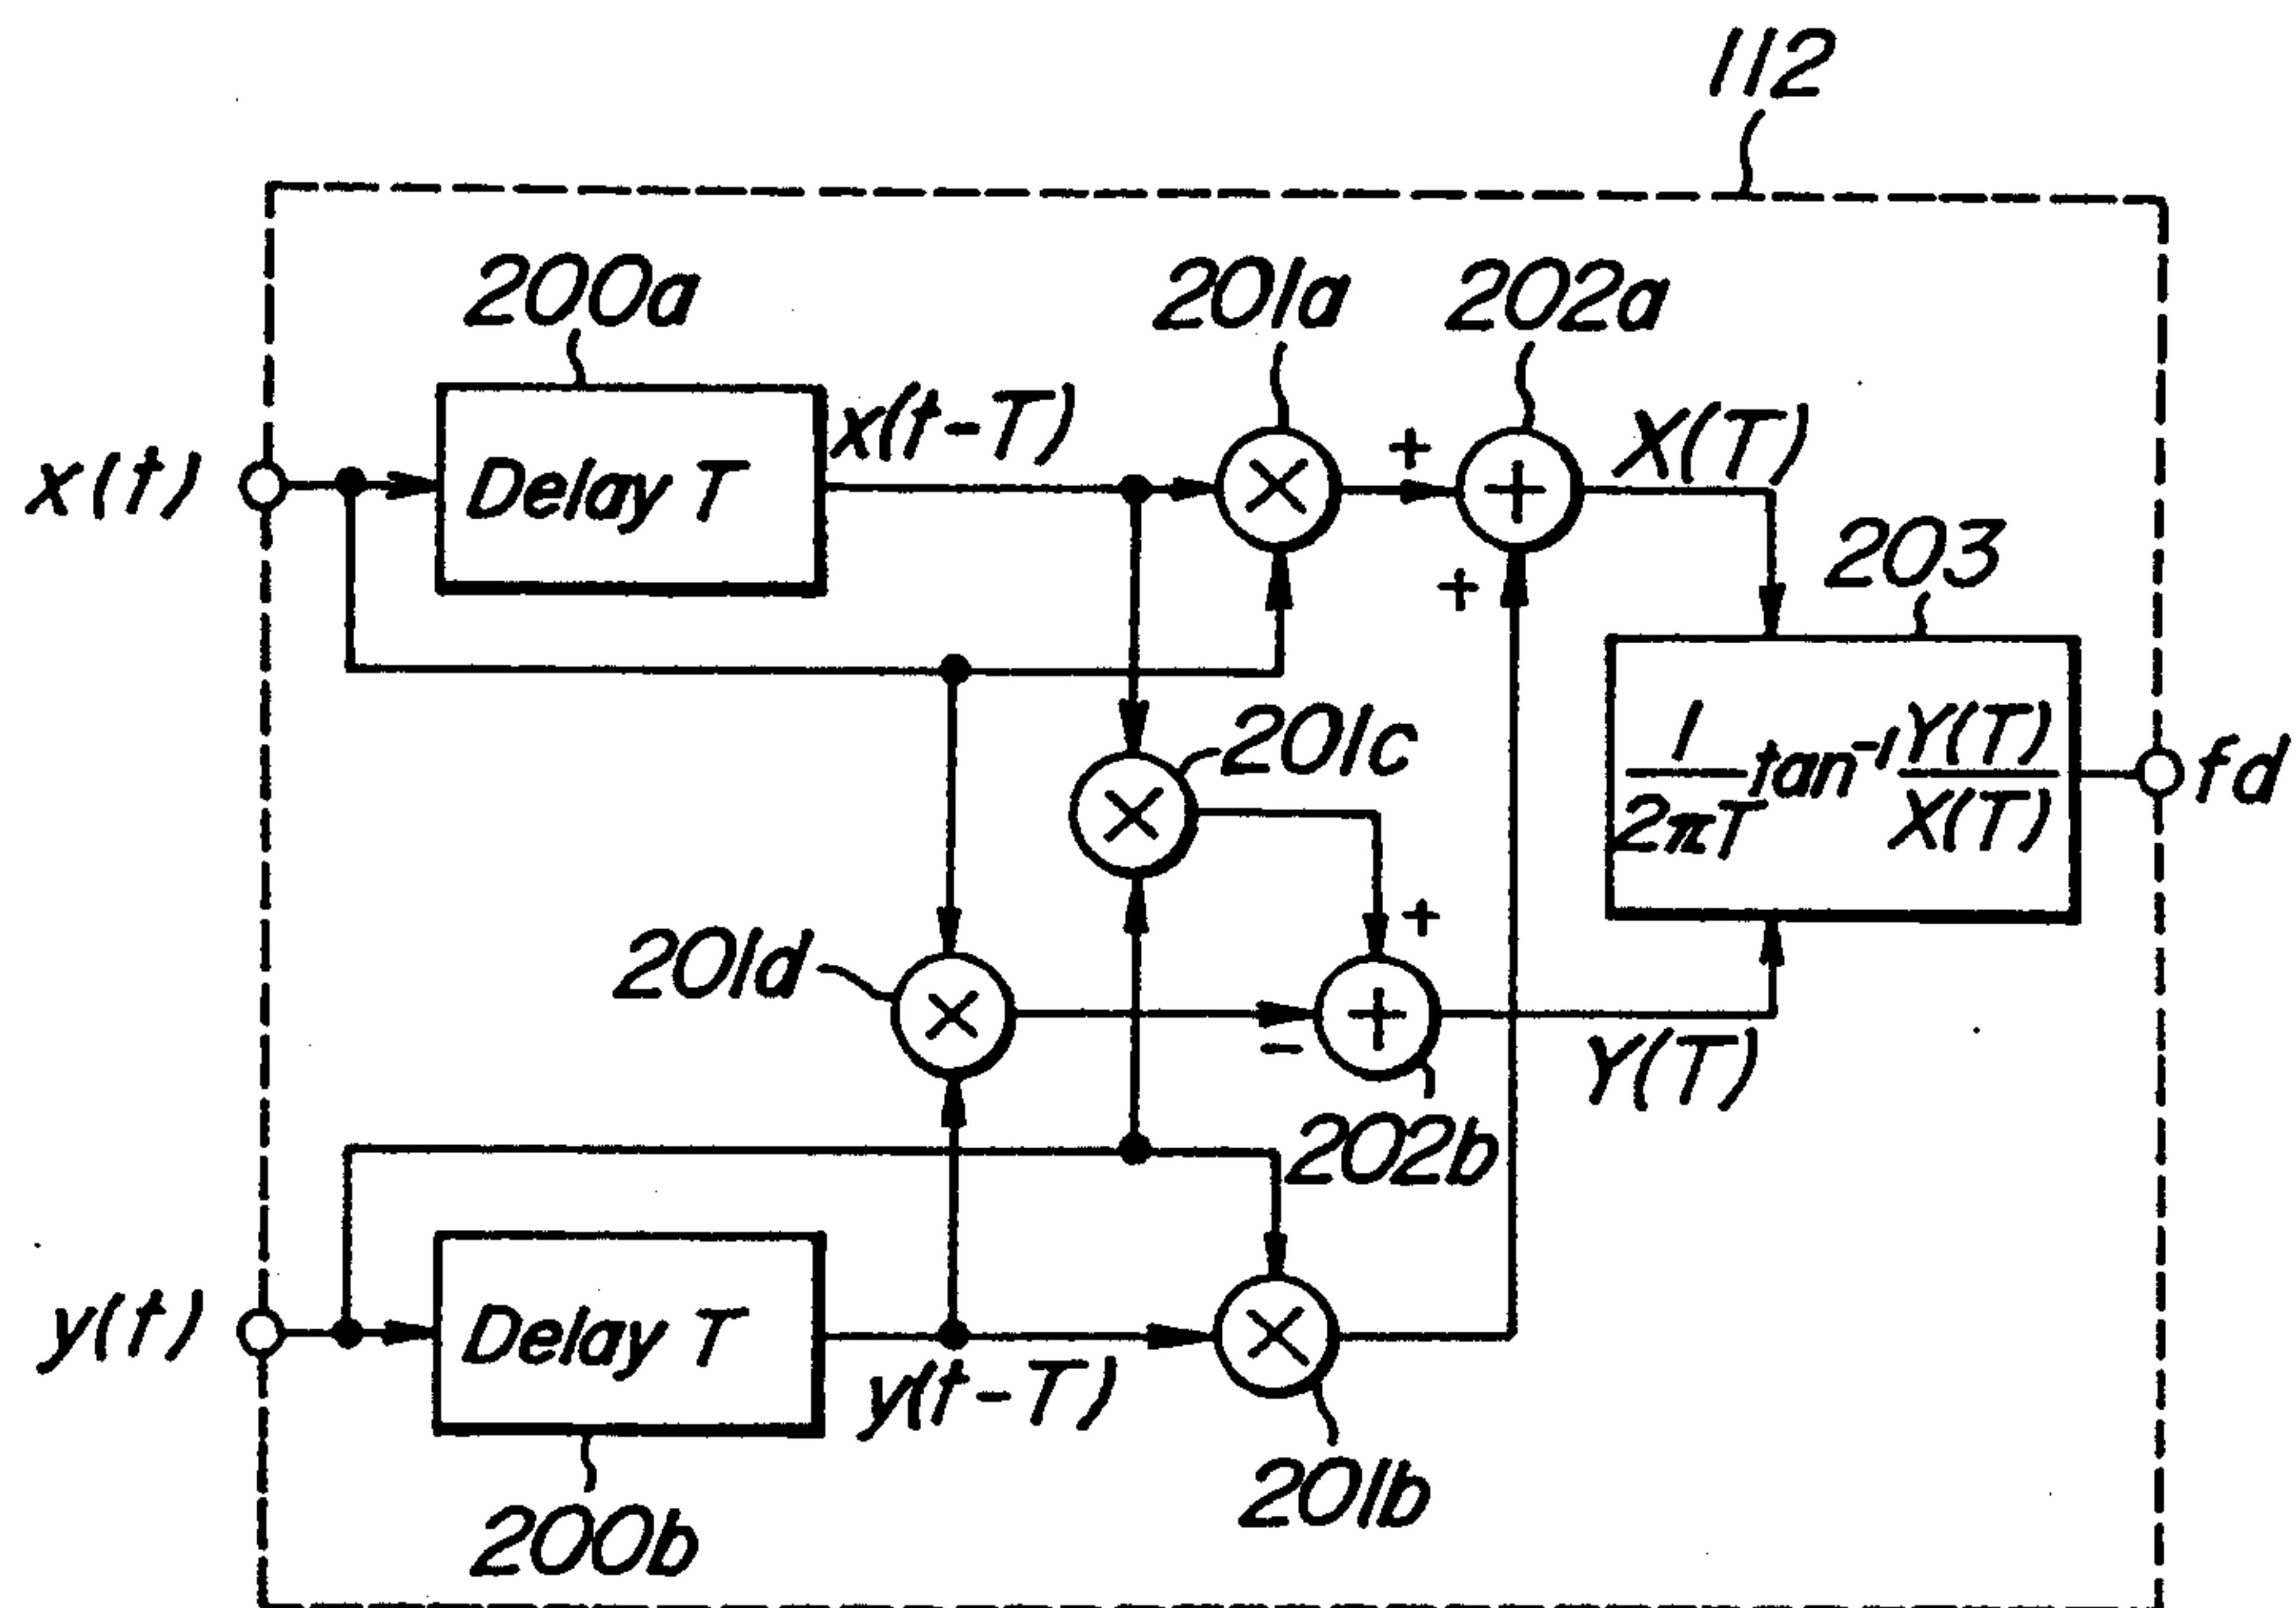 112
200a
201a
202a
x(t)
Delay T
x(t-T)
+
+
X(T)
+
203
201c
1/2πT tan⁻¹ Y(T)/X(T)
fd
201d
+
-
+
Y(T)
202b
y(t)
Delay T
y(t-T)
201b
200b